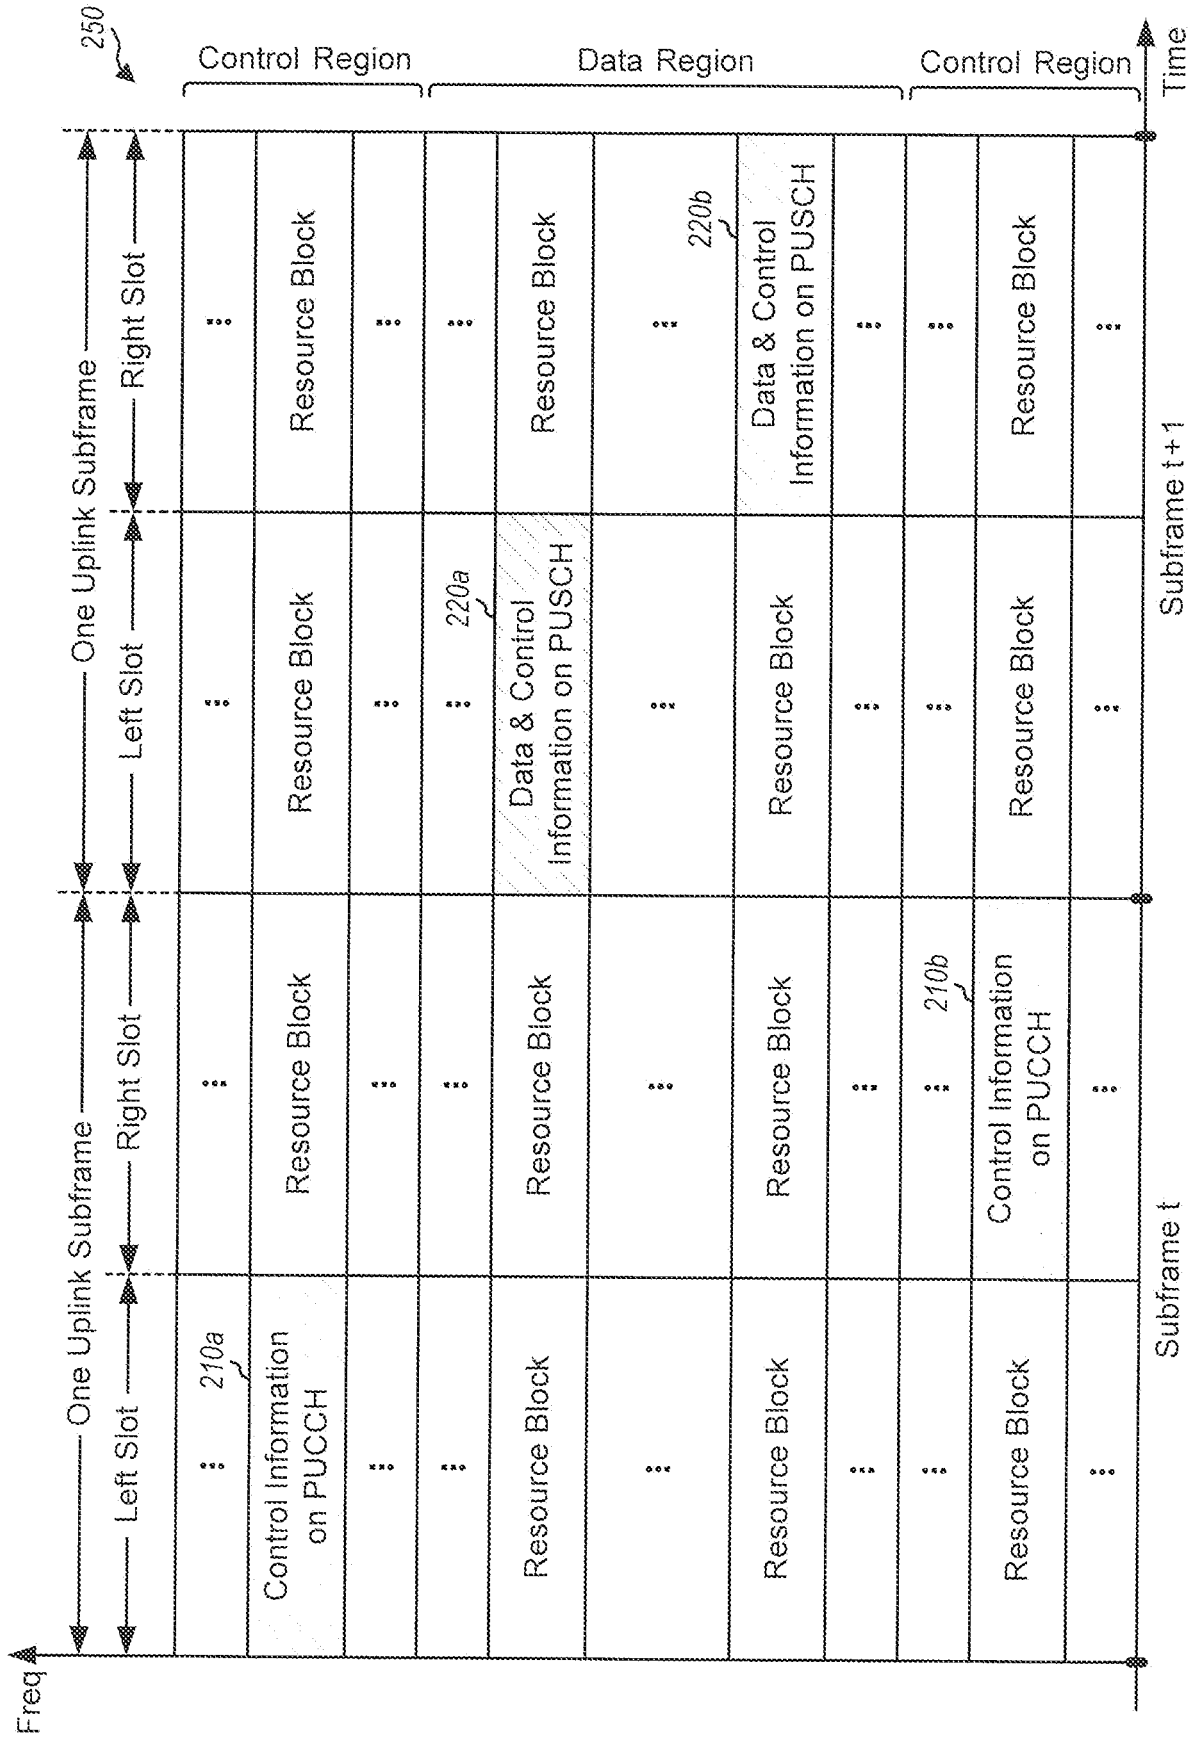 250
Freq
One Uplink Subframe
One Uplink Subframe
Left Slot
Right Slot
Left Slot
Right Slot
Control Region
210a
Control Information
on PUCCH
Resource Block
Resource Block
Resource Block
Data Region
220a
Resource Block
Resource Block
Data & Control
Information on PUSCH
Resource Block
220b
Resource Block
Resource Block
Resource Block
Data & Control
Information on PUSCH
Control Region
210b
Resource Block
Control Information
on PUCCH
Resource Block
Resource Block
Subframe t
Subframe t+1
Time